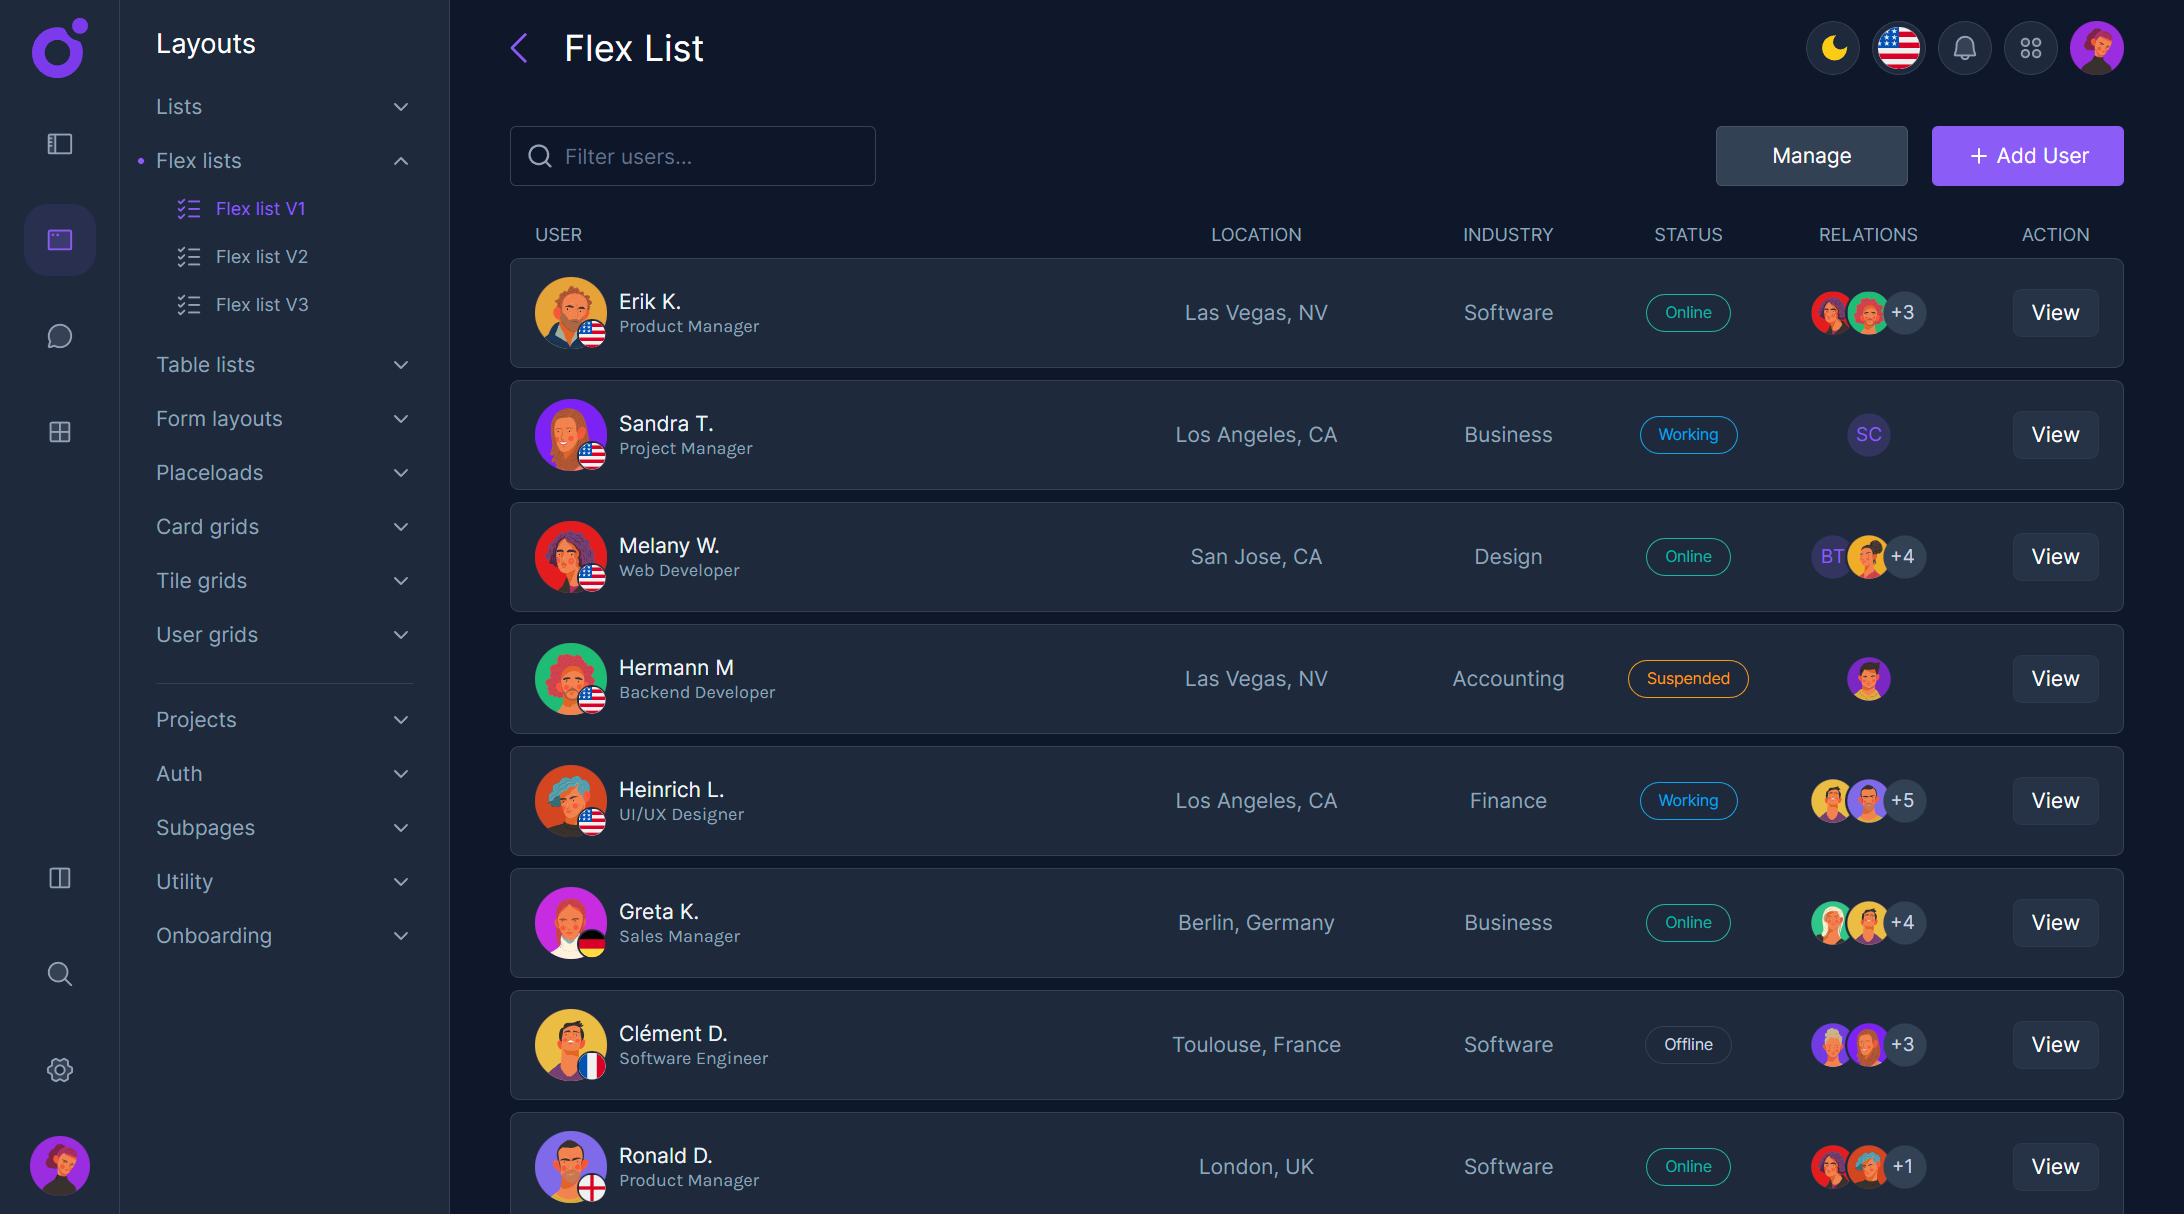 Layouts
Lists
Flex lists
Flex list V1
Flex list V2
Flex list V3
Table lists
Form layouts
Placeloads
Card grids
Tile grids
User grids
Projects
Auth
Subpages
Utility
Onboarding
Flex List
Filter users...
Manage
+ Add User
USER LOCATION INDUSTRY STATUS RELATIONS ACTION
Erik K.
Product Manager
Las Vegas, NV Software Online +3 View
Sandra T.
Project Manager
Los Angeles, CA Business Working SC View
Melany W.
Web Developer
San Jose, CA Design Online BT +4 View
Hermann M
Backend Developer
Las Vegas, NV Accounting Suspended View
Heinrich L.
UI/UX Designer
Los Angeles, CA Finance Working +5 View
Greta K.
Sales Manager
Berlin, Germany Business Online +4 View
Clément D.
Software Engineer
Toulouse, France Software Offline +3 View
Ronald D.
Product Manager
London, UK Software Online +1 View